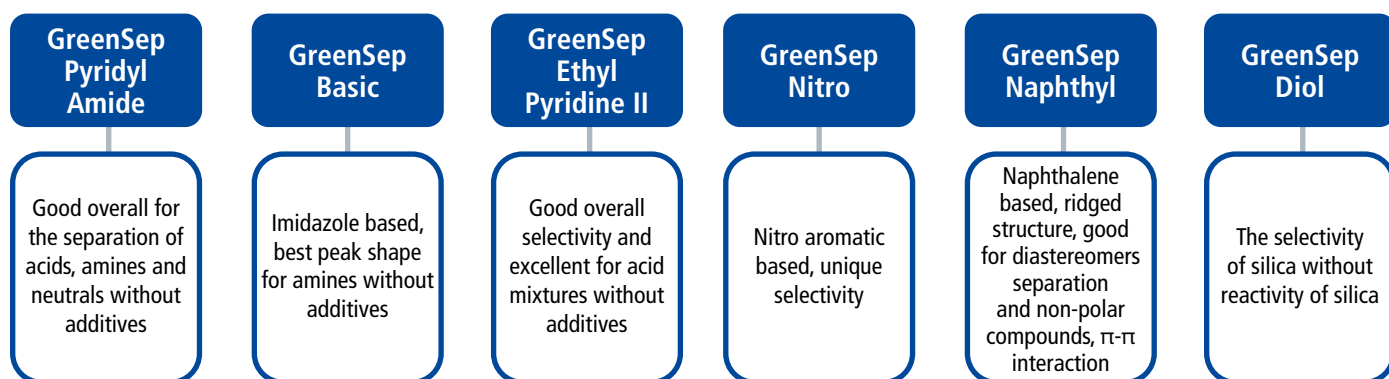 GreenSep
Pyridyl
Amide
Good overall for
the separation of
acids, amines and
neutrals without
additives
GreenSep
Basic
Imidazole based,
best peak shape
for amines without
additives
GreenSep
Ethyl
Pyridine II
Good overall
selectivity and
excellent for acid
mixtures without
additives
GreenSep
Nitro
Nitro aromatic
based, unique
selectivity
GreenSep
Naphthyl
Naphthalene
based, ridged
structure, good
for diastereomers
separation
and non-polar
compounds, π-π
interaction
GreenSep
Diol
The selectivity
of silica without
reactivity of silica